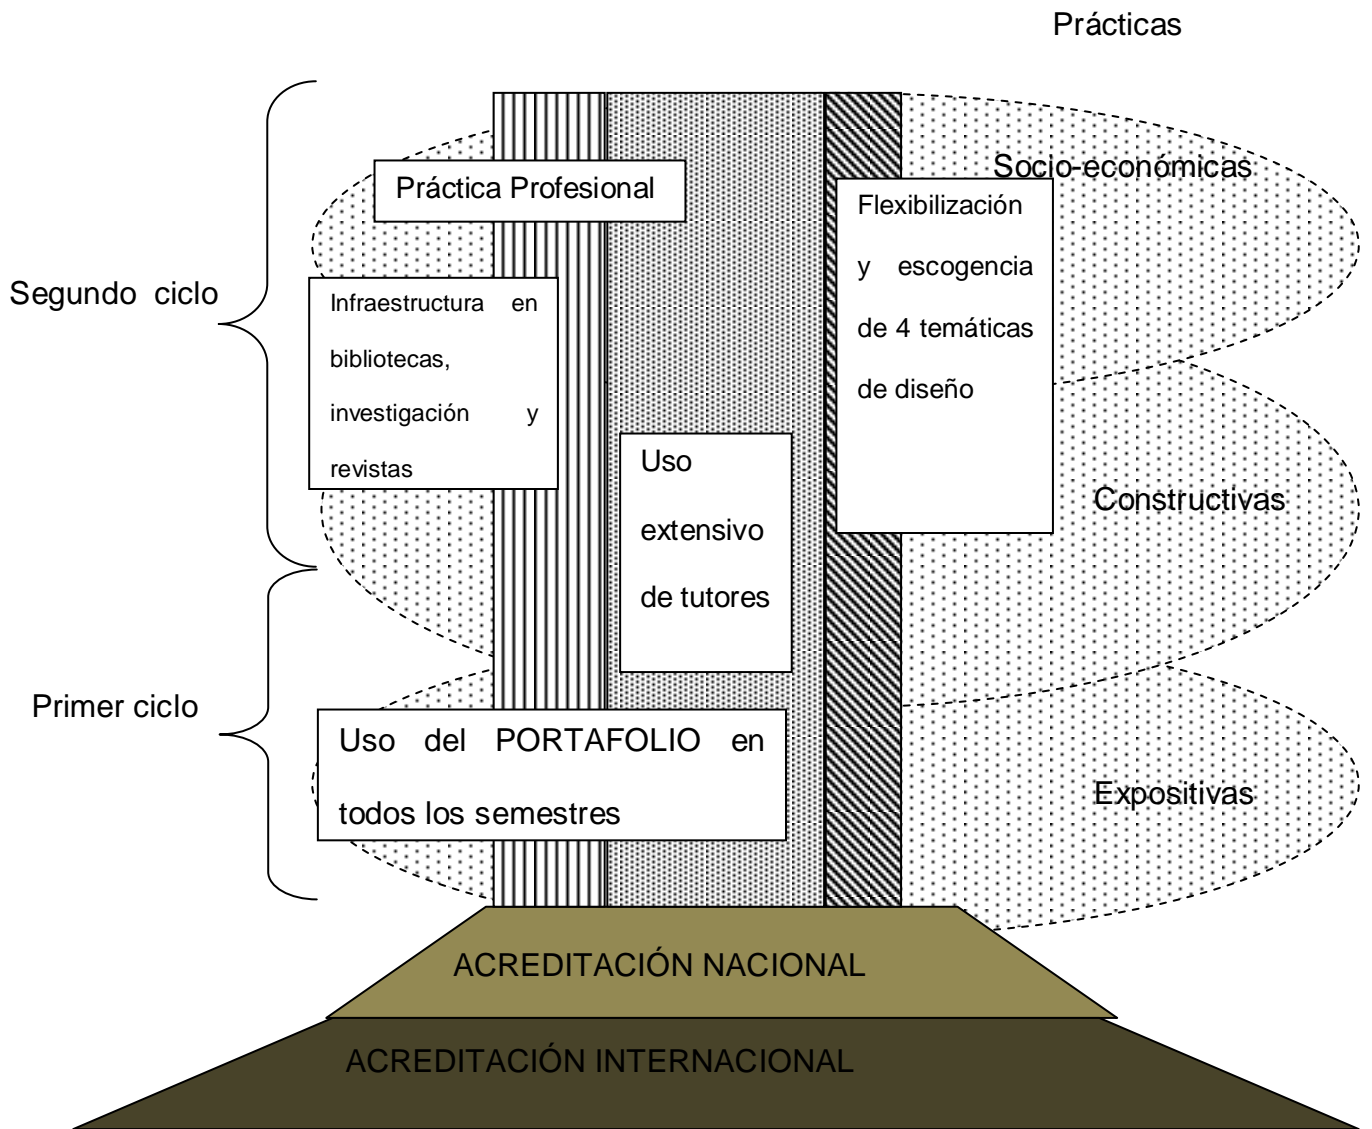 Prácticas
Socio-económicas
Práctica Profesional
Flexibilización
y escogencia
de 4 temáticas
de diseño
Segundo ciclo
Infraestructura en
bibliotecas,
investigación y
revistas
Uso
extensivo
de tutores
Constructivas
Primer ciclo
Uso del PORTAFOLIO en
todos los semestres
Expositivas
ACREDITACIÓN NACIONAL
ACREDITACIÓN INTERNACIONAL